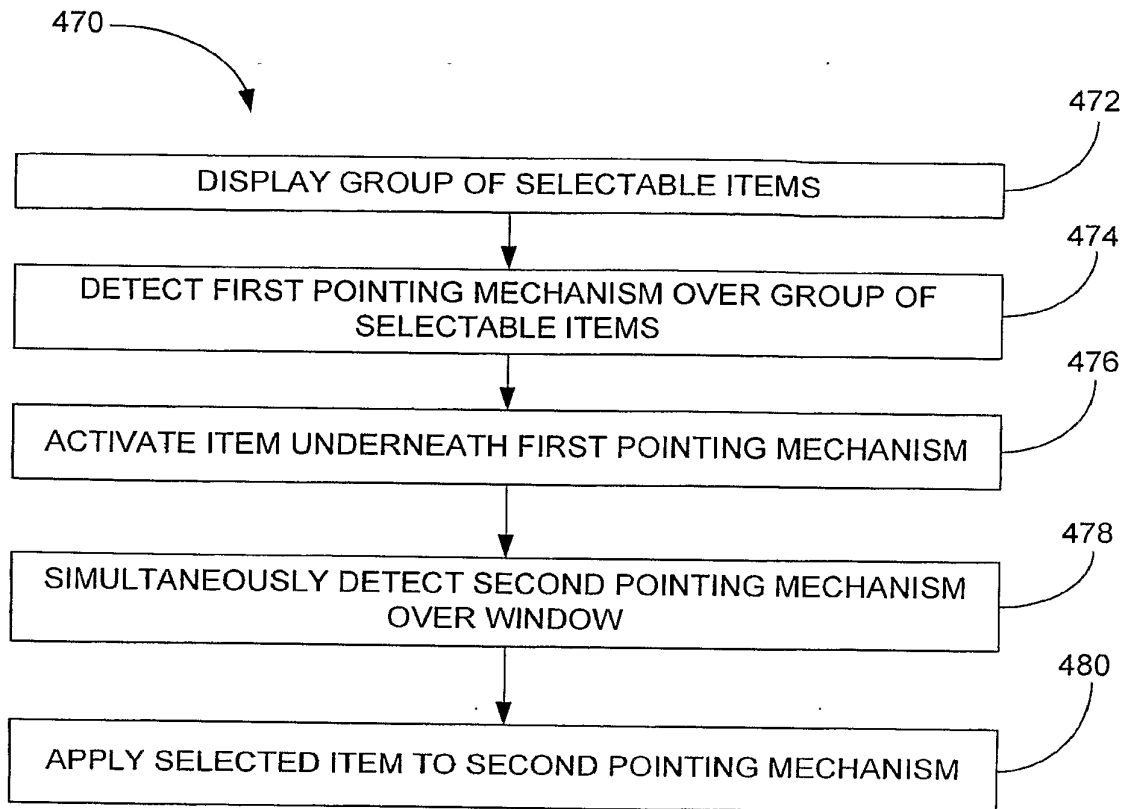 470
472
DISPLAY GROUP OF SELECTABLE ITEMS
474
DETECT FIRST POINTING MECHANISM OVER GROUP OF
SELECTABLE ITEMS
476
ACTIVATE ITEM UNDERNEATH FIRST POINTING MECHANISM
478
SIMULTANEOUSLY DETECT SECOND POINTING MECHANISM
OVER WINDOW
480
APPLY SELECTED ITEM TO SECOND POINTING MECHANISM